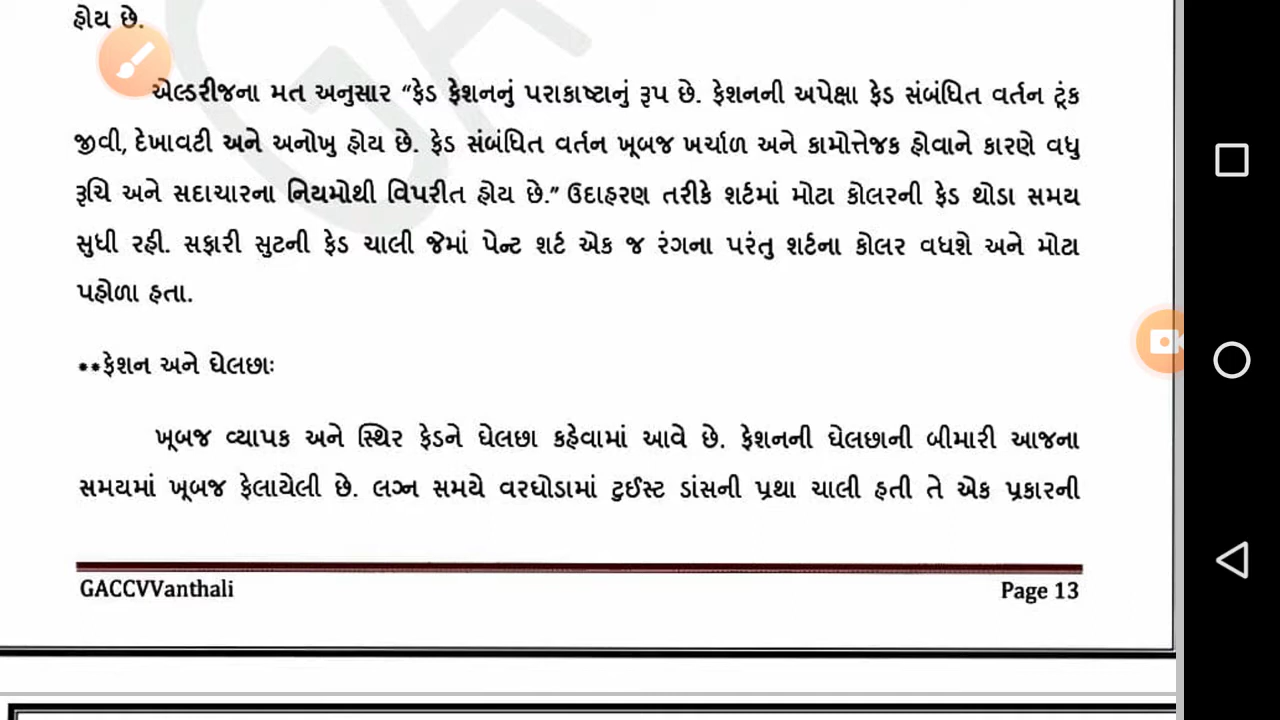 હોય છે.
એલ્ડરીજના મત અનુસાર “ફેડ ફેશનનું પરાકાષ્ટાનું રૂપ છે. ફેશનની અપેક્ષા ફેડ સંબંધિત વર્તન ટૂંક
જીવી, દેખાવટી અને અનોખુ હોય છે. ફેડ સંબંધિત વર્તન ખૂબજ ખર્ચાળ અને કામોત્તેજક હોવાને કારણે વધુ
રૂચિ અને સદાચારના નિયમોથી વિપરીત હોય છે.” ઉદાહરણ તરીકે શર્ટમાં મોટા કોલરની ફેડ થોડા સમય
સુધી રહી. સફારી સુટની ફેડ ચાલી જેમાં પેન્ટ શર્ટ એક જ રંગના પરંતુ શર્ટના કોલર વધશે અને મોટા
પહોળા હતા.
**ફેશન અને ઘેલછાઃ
ખૂબજ વ્યાપક અને સ્થિર ફેડને ઘેલછા કહેવામાં આવે છે. ફેશનની ઘેલછાની બીમારી આજના
સમયમાં ખૂબજ ફેલાયેલી છે. લગ્ન સમયે વરઘોડામાં ટુઈસ્ટ ડાંસની પ્રથા ચાલી હતી તે એક પ્રકારની
GACCVVanthali
Page 13